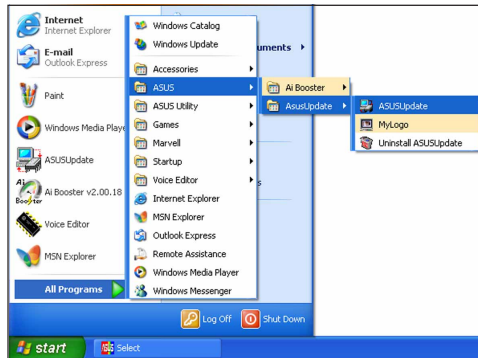 Internet
Internet Explorer
E-mail
Outlook Express
Paint
Windows Media Playe
ASUSUpdate
Ai Booster v2.00.18
Voice Editor
MSN Explorer
All Programs
Windows Catalog
Windows Update
Accessories
ASUS
ASUS Utility
Games
Marvell
Startup
Voice Editor
Internet Explorer
MSN Explorer
Outlook Express
Remote Assistance
Windows Media Player
Windows Messenger
uments
s
Ai Booster
AsusUpdate
ASUSUpdate
MyLogo
Uninstall ASUSUpdate
Log Off
Shut Down
start
Select